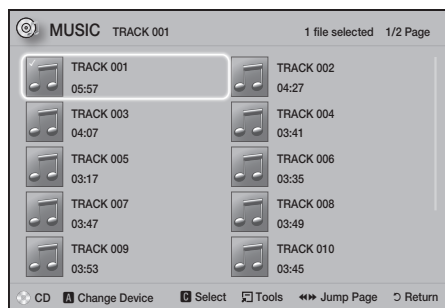 MUSIC TRACK 001 1 file selected 1/2 Page
TRACK 001
05:57
TRACK 002
04:27
TRACK 003
04:07
TRACK 004
03:41
TRACK 005
03:17
TRACK 006
03:35
TRACK 007
03:47
TRACK 008
03:49
TRACK 009
03:53
TRACK 010
03:45
CD A Change Device C Select Tools Jump Page Return